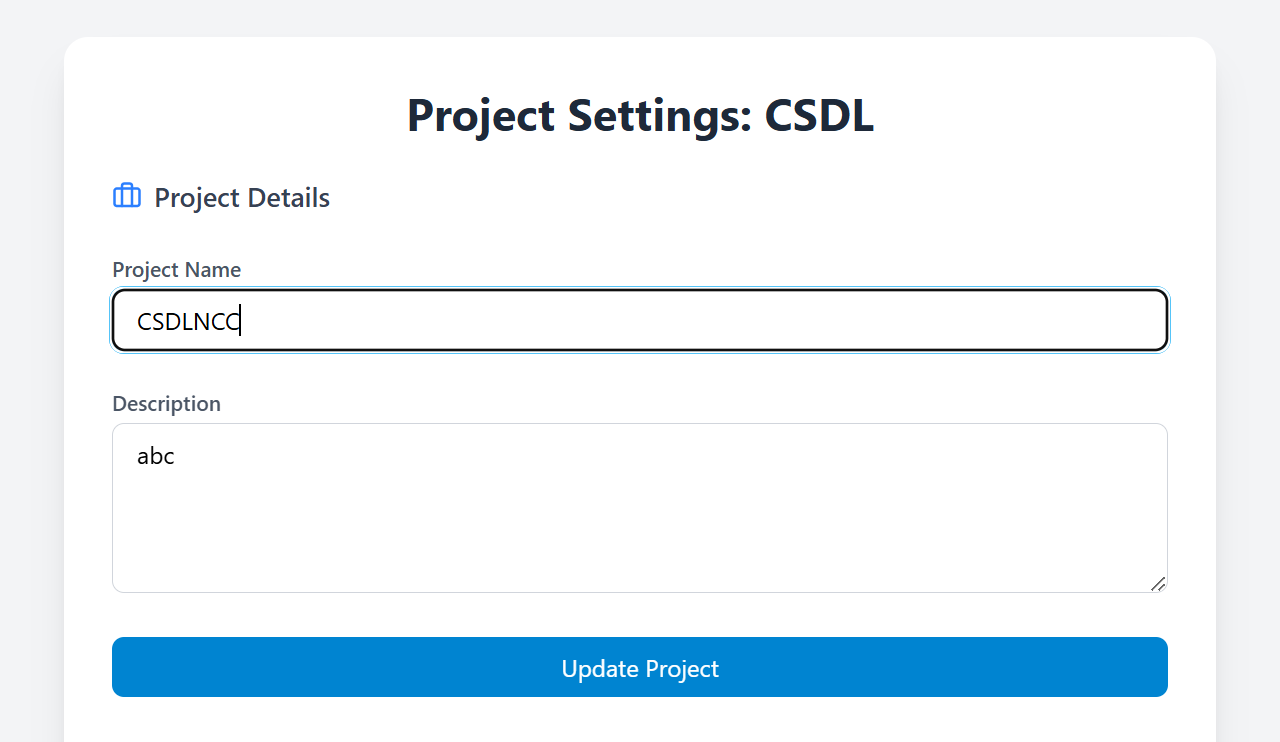 Project Settings: CSDL
Project Details
Project Name
CSDLNCC
Description
abc
Update Project